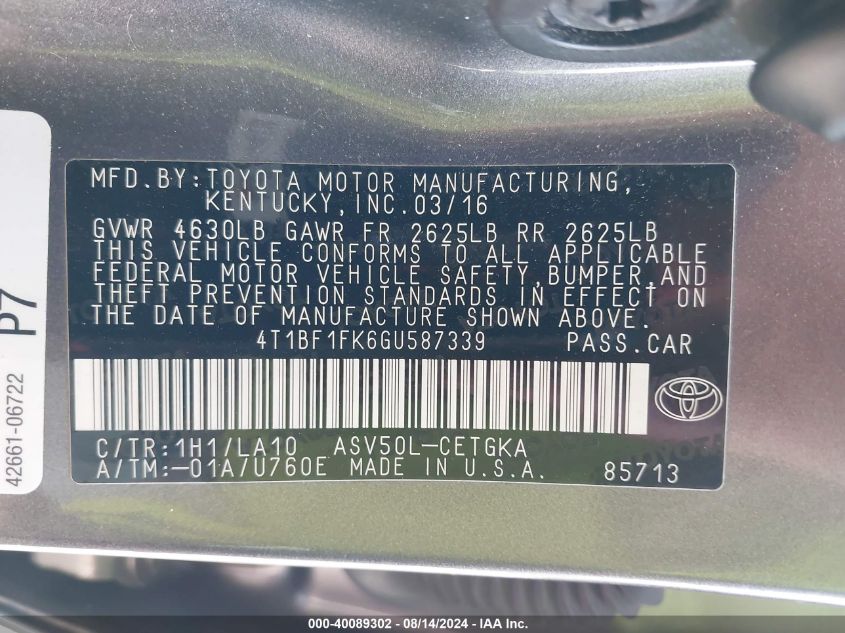 MFD.BY:TOYOTA MOTOR MANUFACTURING,
KENTUCKY,INC.03/16
GVWR 4630LB GAWR FR 2625LB RR 2625LB
THIS VEHICLE CONFORMS TO ALL APPLICABLE
FEDERAL MOTOR VEHICLE SAFETY,BUMPER,AND
THEFT PREVENTION STANDARDS IN EFFECT ON
THE DATE OF MANUFACTURE SHOWN ABOVE.
4T1BF1FK6GU587339 PASS.CAR
C/TR:1H1/LA10 ASV50L-CETGKA
A/TM:-01A/U760E MADE IN U.S.A. 85713
42661-06722
P7
000-40089302 - 08/14/2024 - IAA Inc.